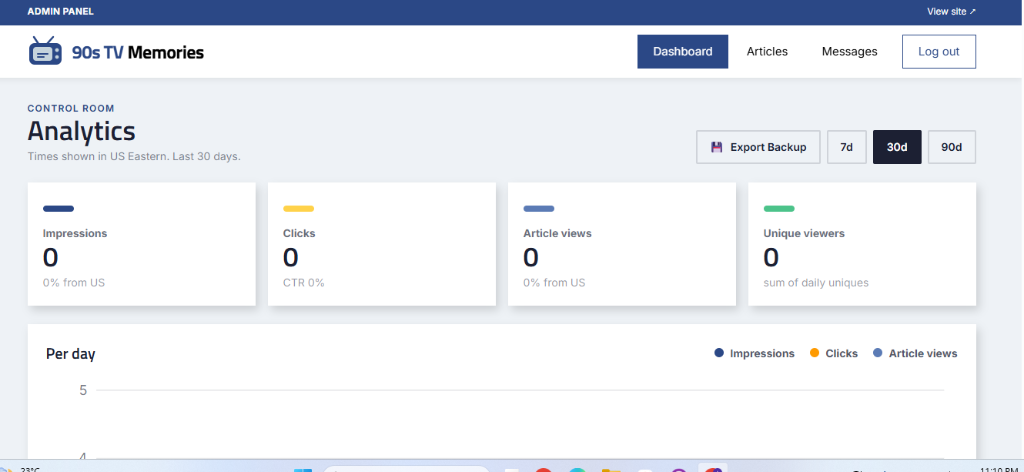 ADMIN PANEL
View site ↗
90s TV Memories
Dashboard
Articles
Messages
Log out
CONTROL ROOM
Analytics
Times shown in US Eastern. Last 30 days.
Export Backup
7d
30d
90d
Impressions
0
0% from US
Clicks
0
CTR 0%
Article views
0
0% from US
Unique viewers
0
sum of daily uniques
Per day
Impressions
Clicks
Article views
5
4
23°C
11:10 PM